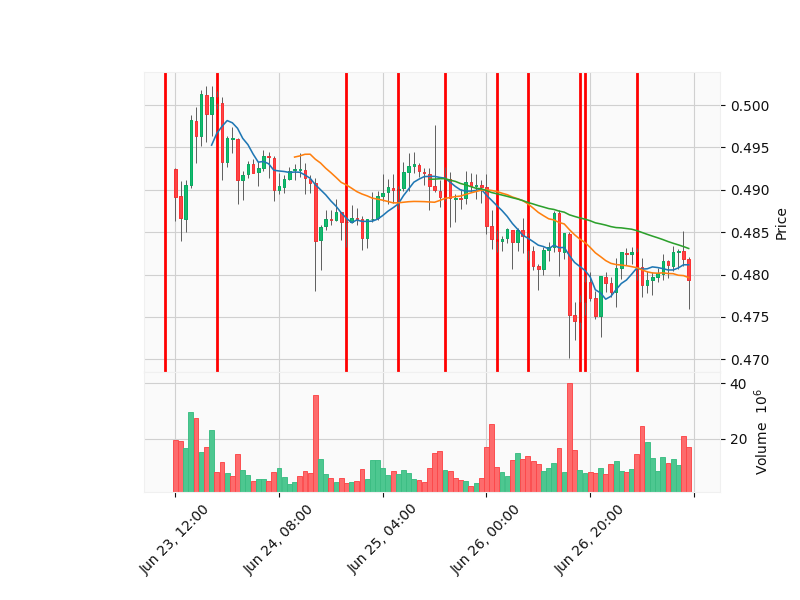 0.500
0.495
0.490
0.485
0.480
0.475
0.470
Price
40
20
Volume 10^6
Jun 23, 12:00
Jun 24, 08:00
Jun 25, 04:00
Jun 26, 00:00
Jun 26, 20:00